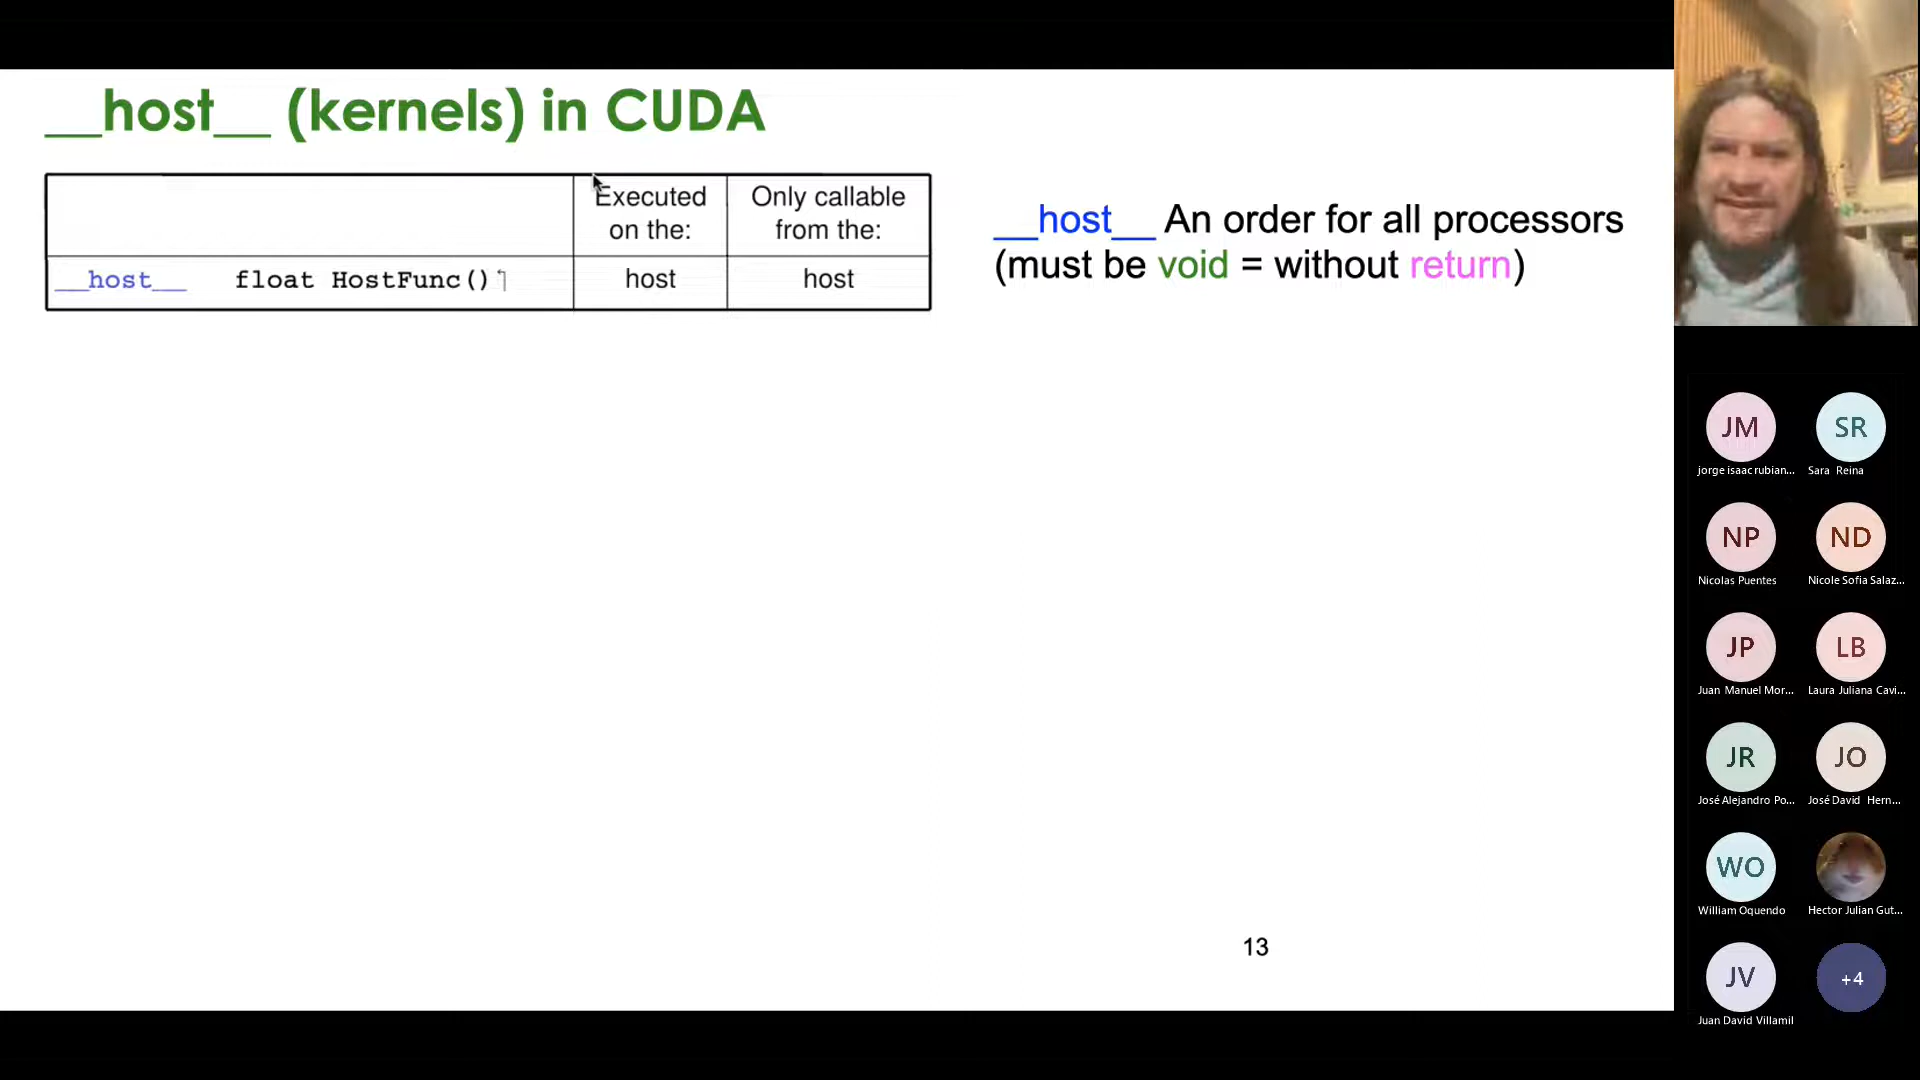 __host__ (kernels) in CUDA
Executed on the:
Only callable from the:
__host__ float HostFunc()
host
host
__host__ An order for all processors
(must be void = without return)
13
JM
SR
jorge isaac rubian...
Sara Reina
NP
ND
Nicolas Puentes
Nicole Sofia Salaz...
JP
LB
Juan Manuel Mor...
Laura Juliana Cavi...
JR
JO
José Alejandro Po...
José David Hern...
WO
William Oquendo
Hector Julian Gut...
JV
+4
Juan David Villamil